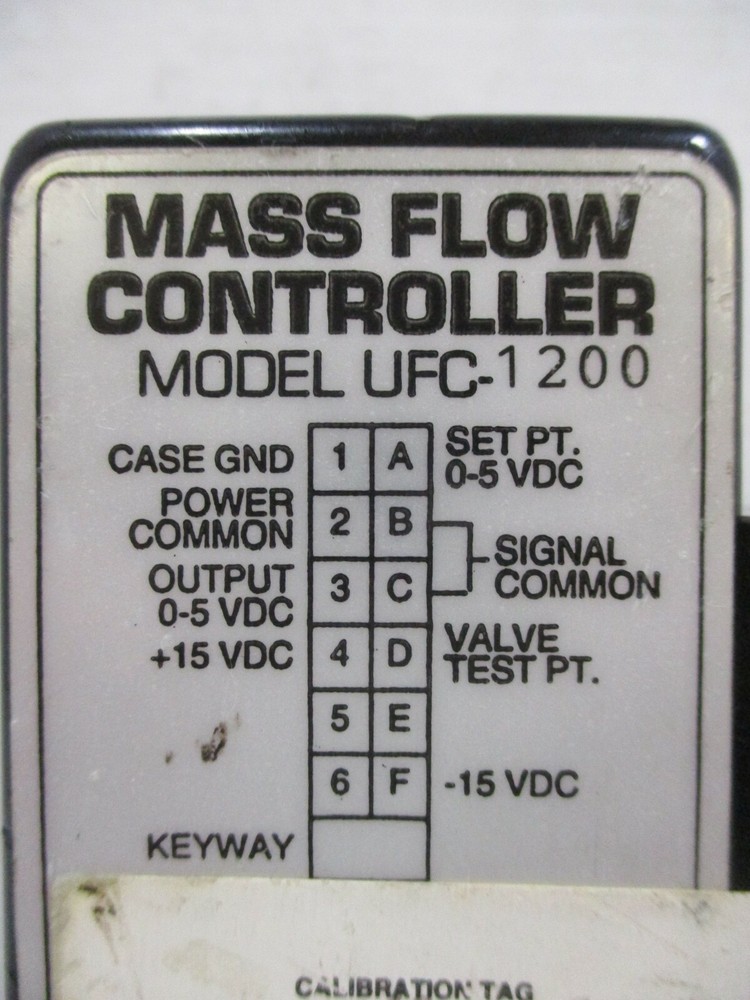 MASS FLOW
CONTROLLER
MODEL UFC-1200
CASE GND 1 A SET PT.
0-5 VDC
POWER
COMMON 2 B
SIGNAL
COMMON
OUTPUT
0-5 VDC 3 C
+15 VDC 4 D VALVE
TEST PT.
5 E
6 F -15 VDC
KEYWAY
CALIBRATION TAG